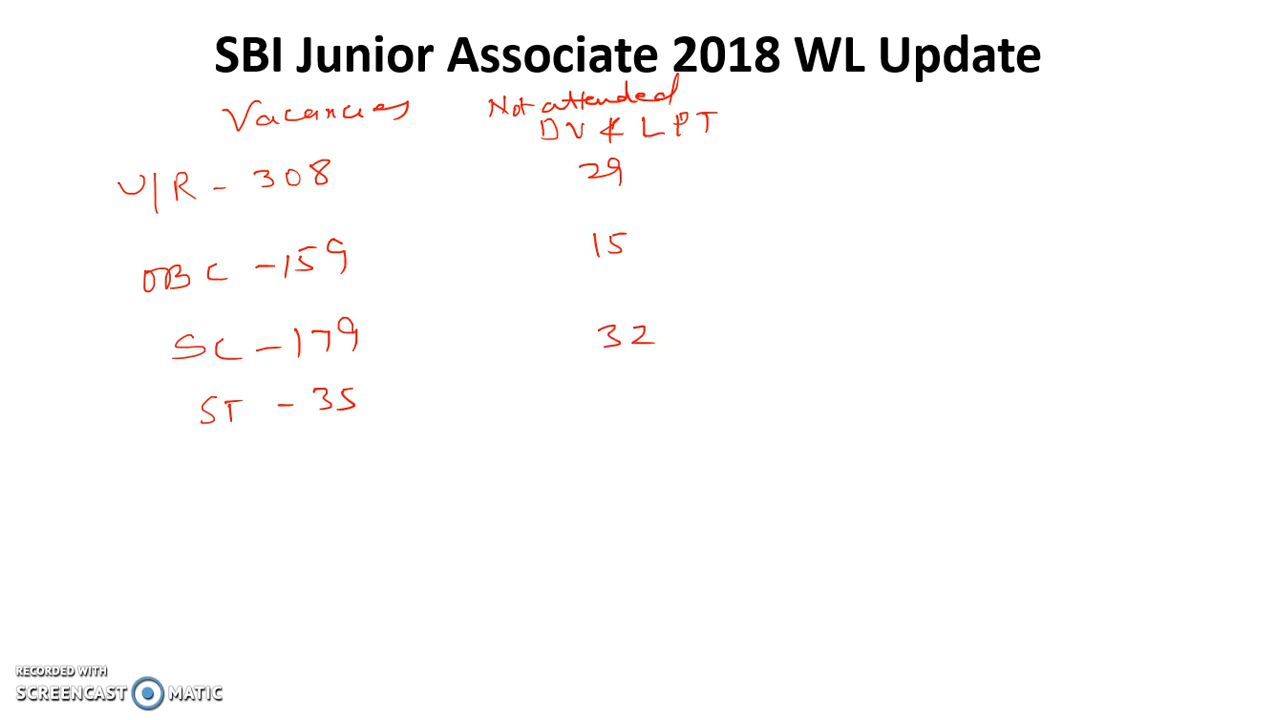 SBI Junior Associate 2018 WL Update
Vacancies Not attended
DV & LPT
U/R - 308 29
OBC - 159 15
SC - 179 32
ST - 35
RECORDED WITH
SCREENCAST MATIC